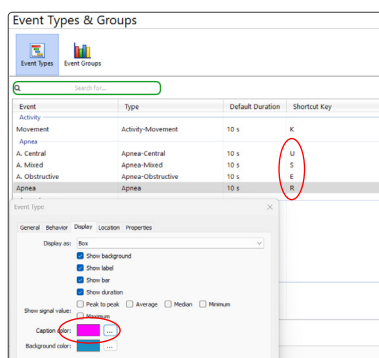 Event Types & Groups
Event Types Event Groups
Search for...
Event Type Default Duration Shortcut Key
Activity
Movement Activity-Movement 10 s K
Apnea
A. Central Apnea-Central 10 s U
A. Mixed Apnea-Mixed 10 s S
A. Obstructive Apnea-Obstructive 10 s E
Apnea Apnea 10 s R
Event Type
General Behavior Display Location Properties
Display as: Box
Show background
Show label
Show bar
Show duration
Show signal value: Peak to peak Average Median Minimum
Maximum
Caption color: ...
Background color: ...